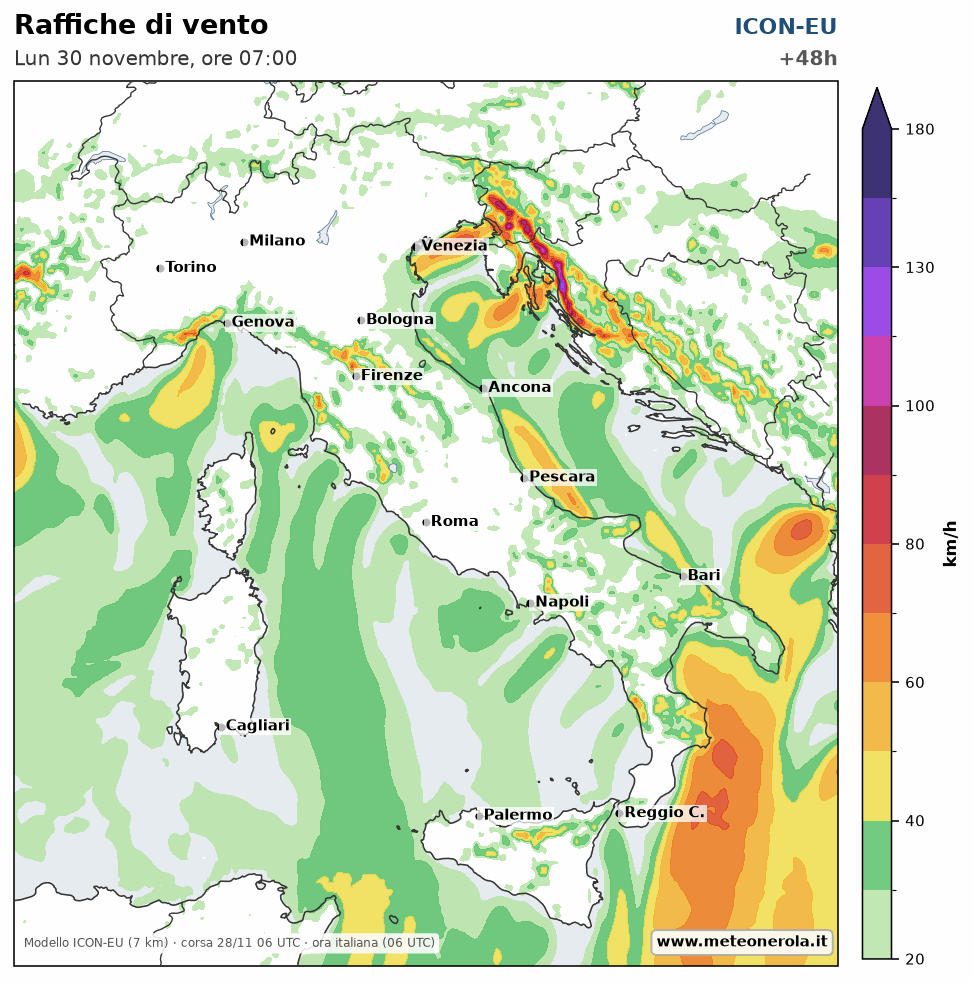 Raffiche di vento
ICON-EU
Lun 30 novembre, ore 07:00
+48h
180
130
100
80
60
40
20
km/h
Milano
Torino
Venezia
Genova
Bologna
Firenze
Ancona
Pescara
Roma
Bari
Napoli
Cagliari
Palermo
Reggio C.
Modello ICON-EU (7 km) · corsa 28/11 06 UTC · ora italiana (06 UTC)
www.meteonerola.it